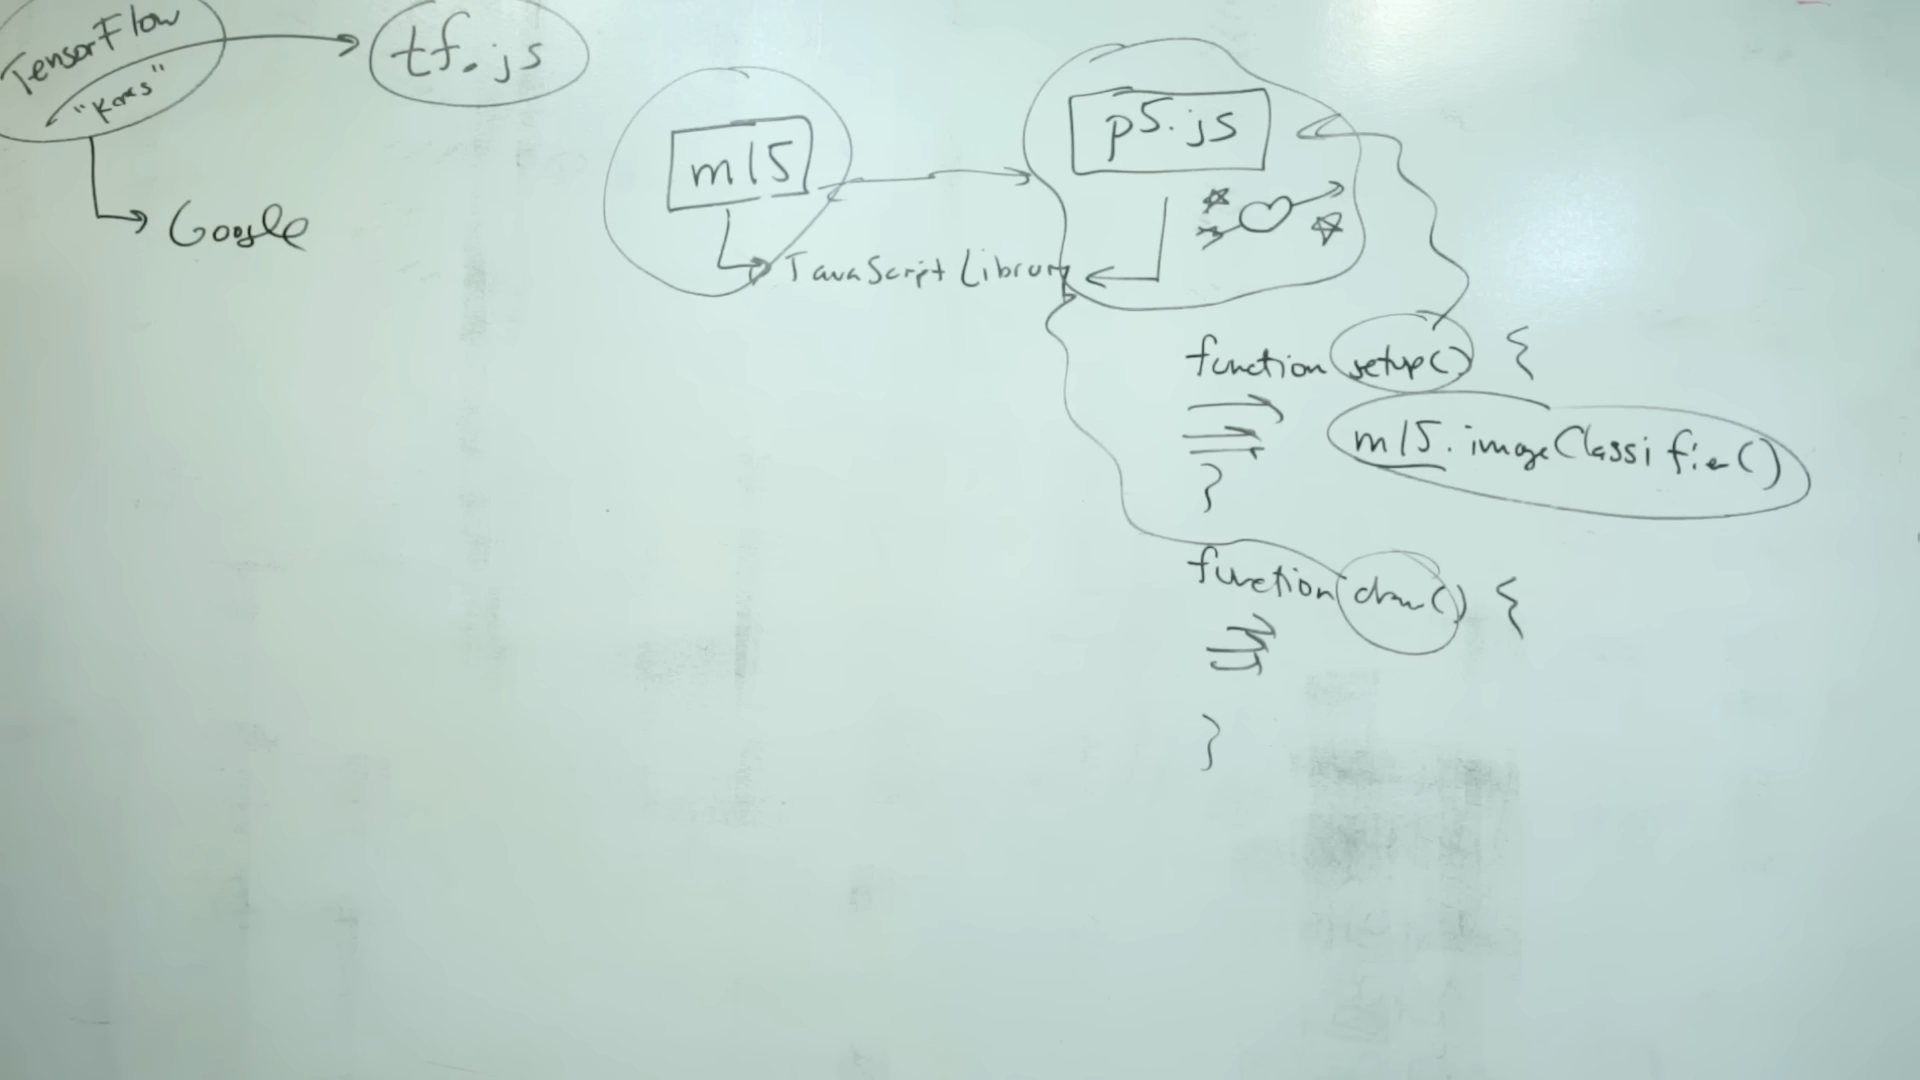 TensorFlow
"Keras"
tf.js
Google
ml5
p5.js
JavaScript Library
function setup() {
ml5.imageClassifier()
}
function draw() {
}